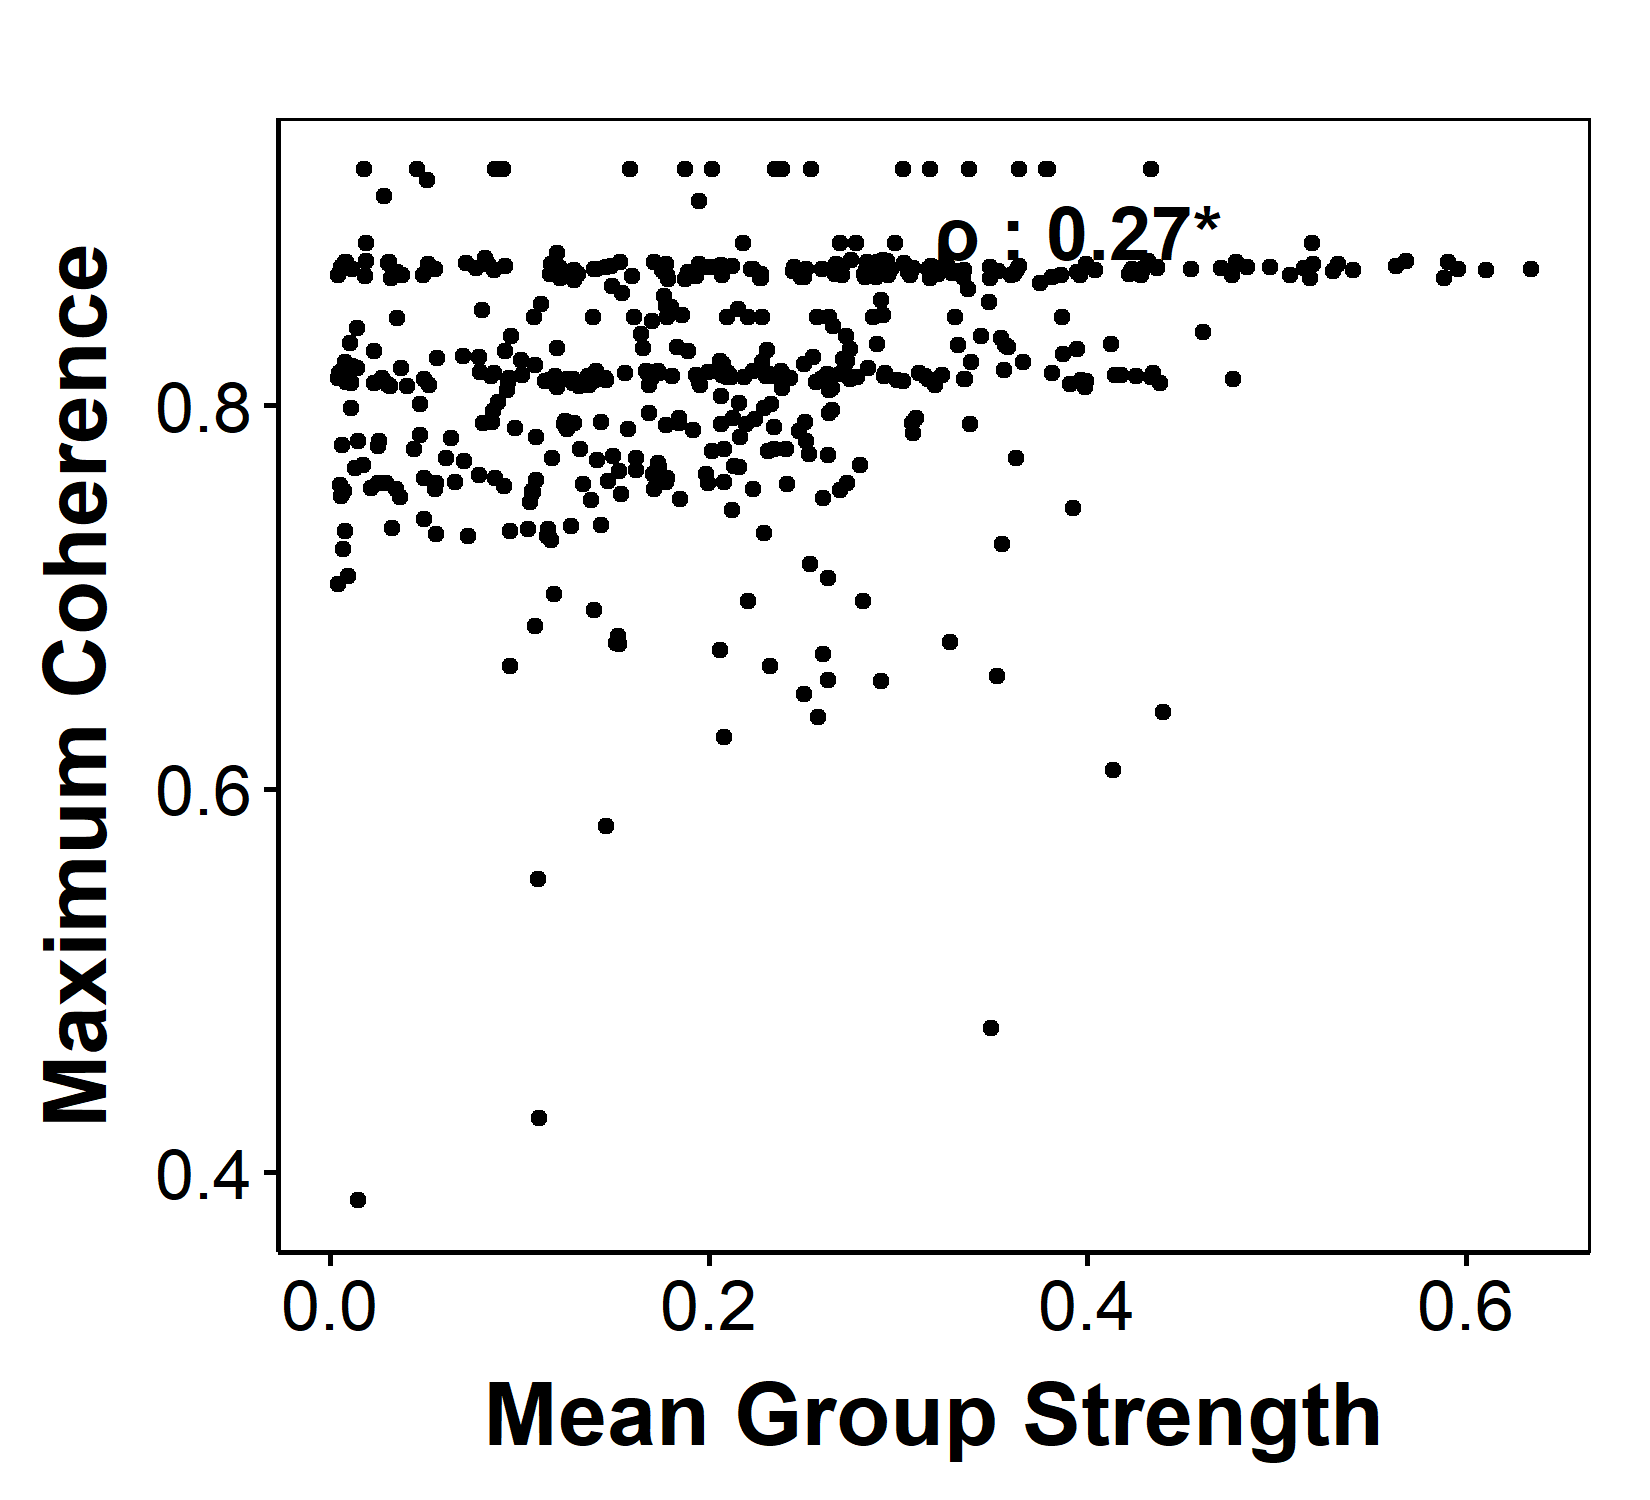 ρ : 0.27*
Maximum Coherence
0.8
0.6
0.4
0.0 0.2 0.4 0.6
Mean Group Strength